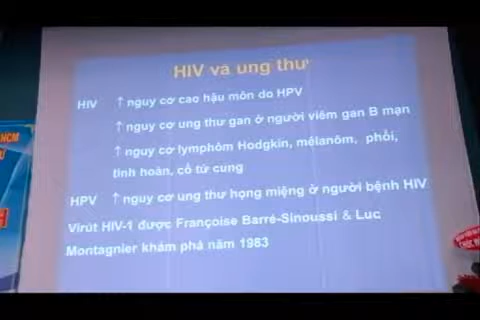 HIV và ung thư
HIV ↑ nguy cơ cao hậu môn do HPV
↑ nguy cơ ung thư gan ở người viêm gan B mạn
↑ nguy cơ lymphôm Hodgkin, mélanôm, phổi,
tinh hoàn, cổ tử cung
HPV ↑ nguy cơ ung thư họng miệng ở người bệnh HIV
Virút HIV-1 được Françoise Barré-Sinoussi & Luc
Montagnier khám phá năm 1983
HCM